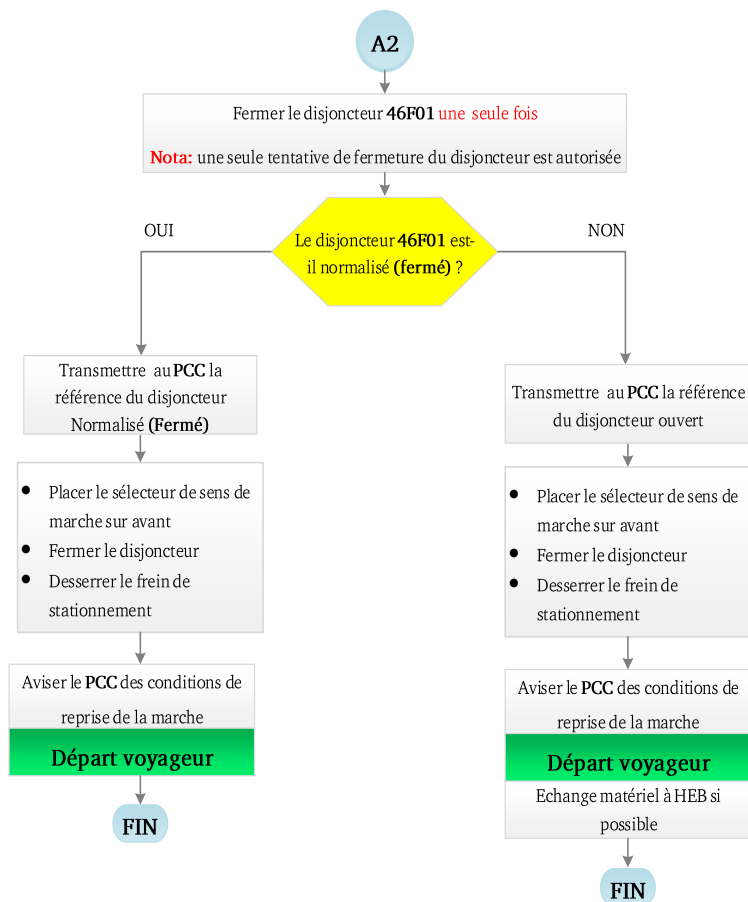 A2
Fermer le disjoncteur 46F01 une seule fois
Nota: une seule tentative de fermeture du disjoncteur est autorisée
OUI
NON
Le disjoncteur 46F01 est-
il normalisé (fermé) ?
Transmettre au PCC la
référence du disjoncteur
Normalisé (Fermé)
• Placer le sélecteur de sens de
marche sur avant
• Fermer le disjoncteur
• Desserrer le frein de
stationnement
Aviser le PCC des conditions de
reprise de la marche
Départ voyageur
FIN
Transmettre au PCC la référence
du disjoncteur ouvert
• Placer le sélecteur de sens de
marche sur avant
• Fermer le disjoncteur
• Desserrer le frein de
stationnement
Aviser le PCC des conditions de
reprise de la marche
Départ voyageur
Echange matériel à HEB si
possible
FIN